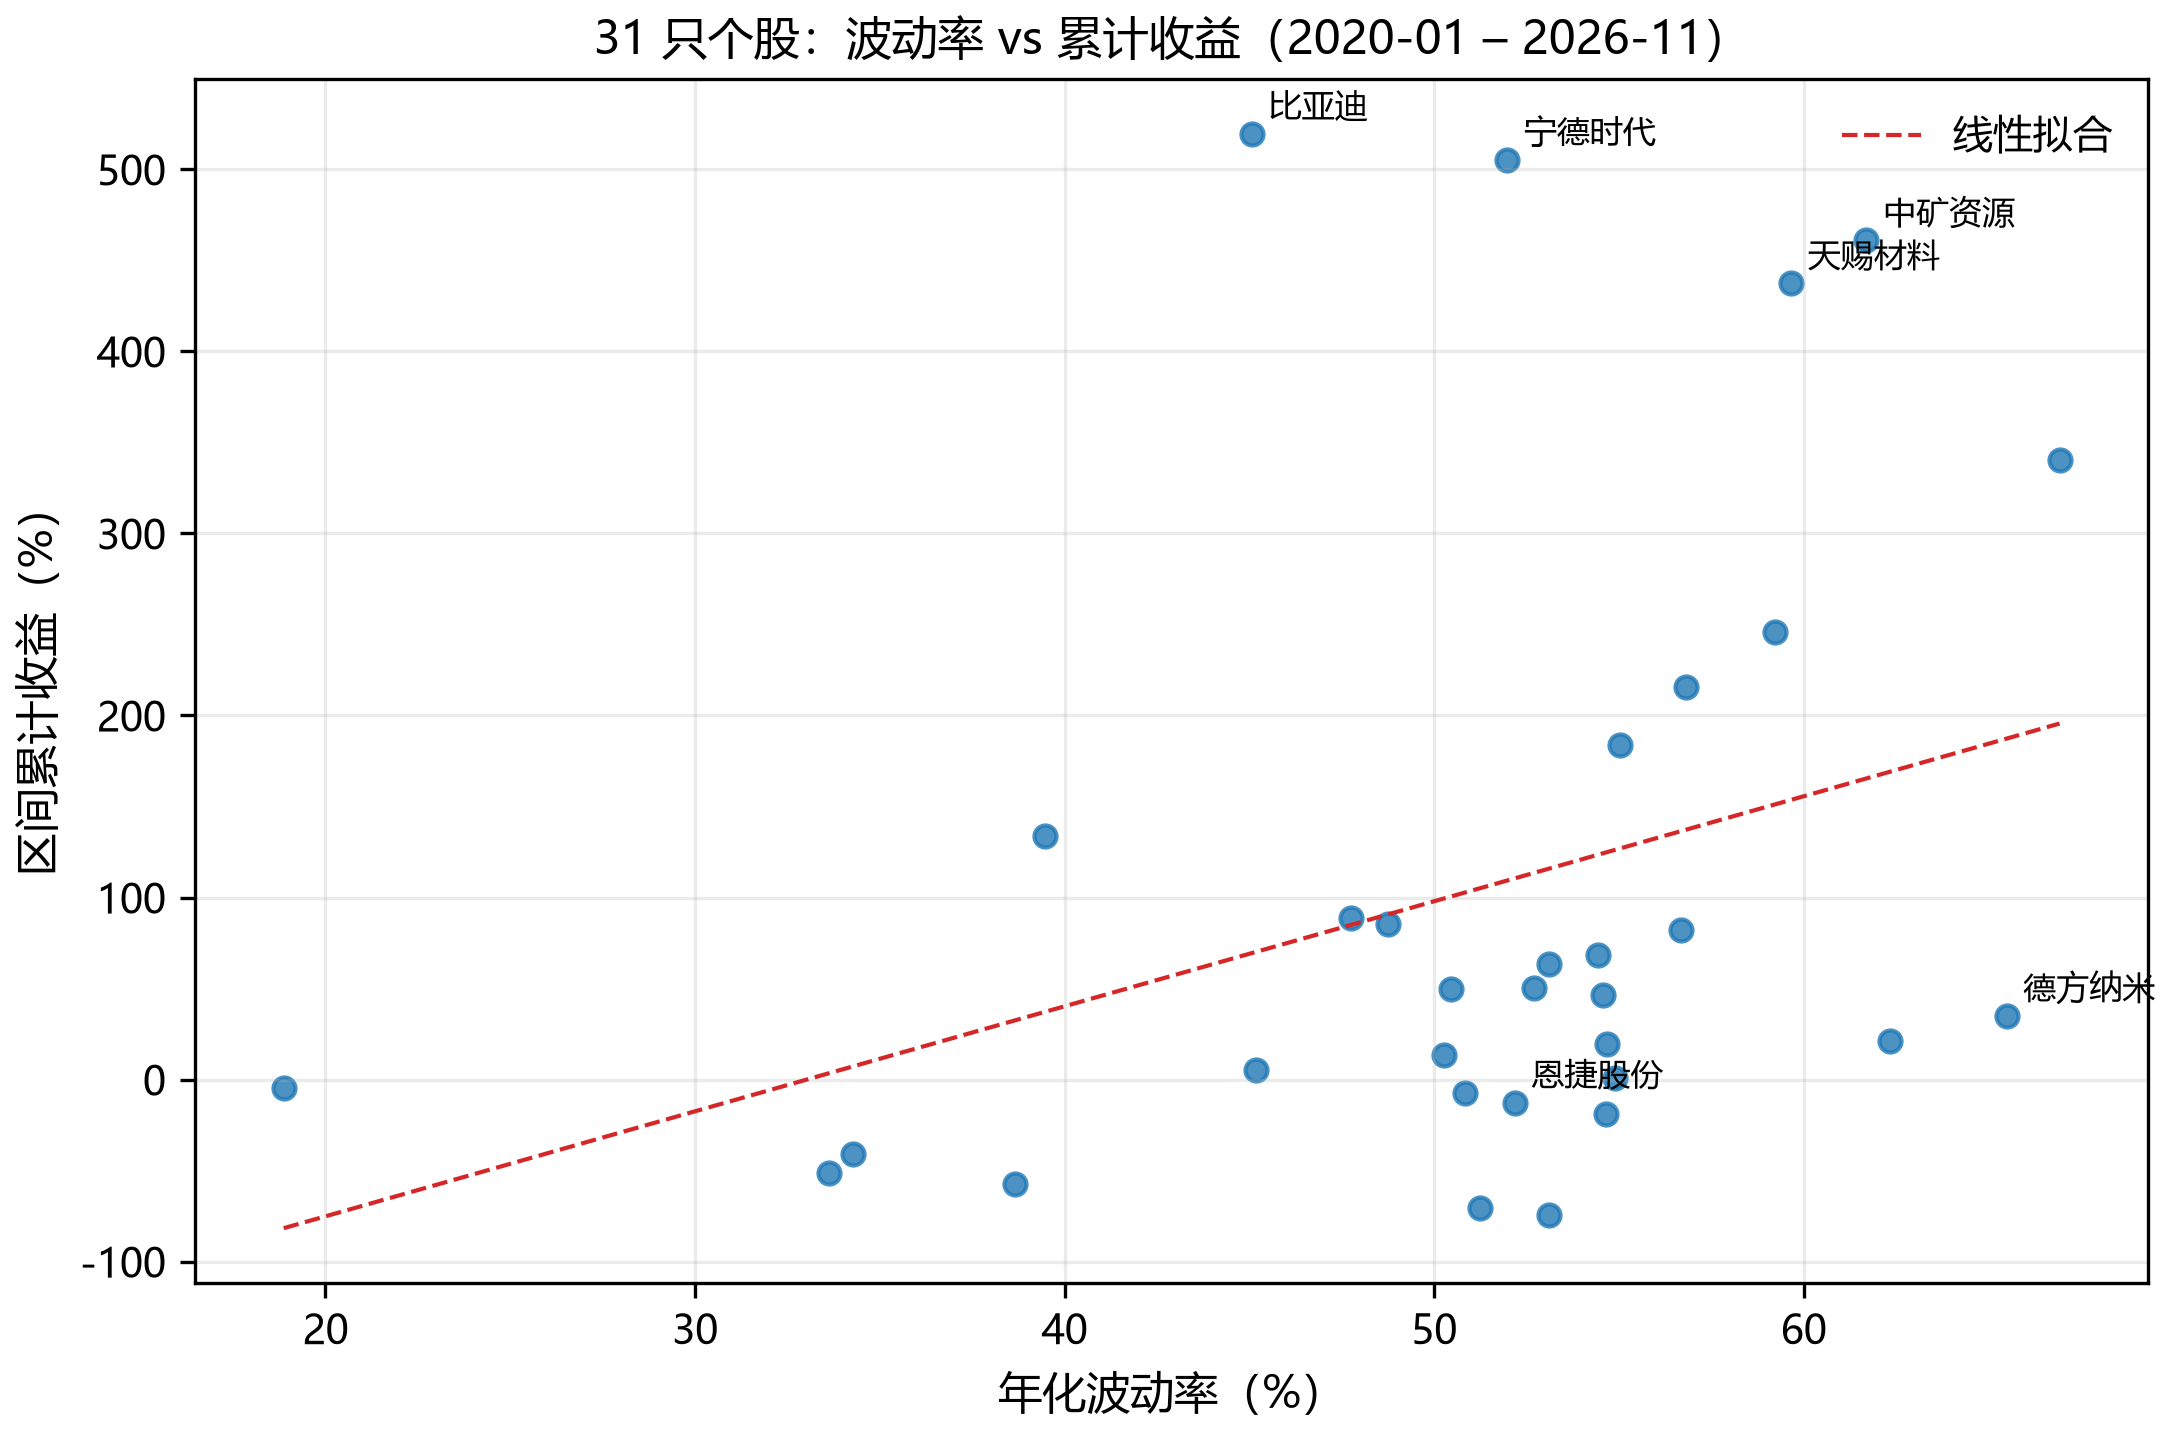 31 只个股：波动率 vs 累计收益（2020-01 – 2026-11）
比亚迪
宁德时代
线性拟合
中矿资源
天赐材料
德方纳米
恩捷股份
区间累计收益（%）
500
400
300
200
100
0
-100
20
30
40
50
60
年化波动率（%）